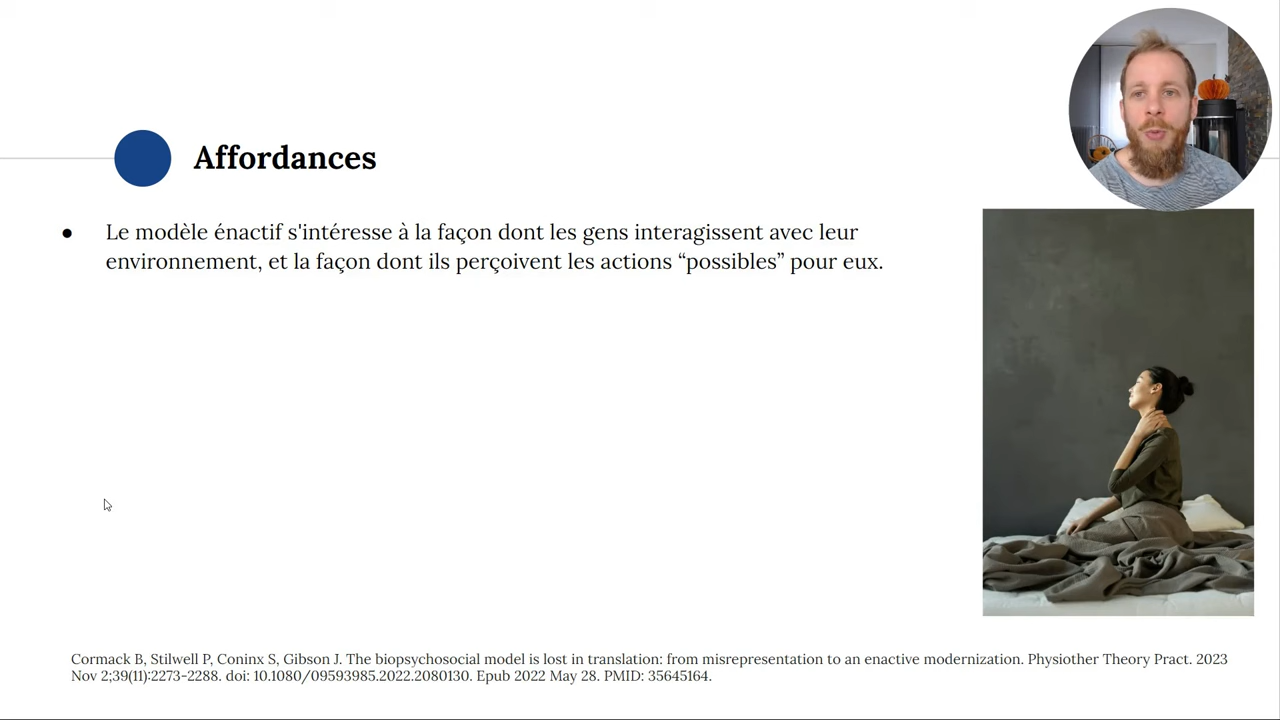 Affordances
● Le modèle énactif s'intéresse à la façon dont les gens interagissent avec leur
environnement, et la façon dont ils perçoivent les actions “possibles” pour eux.
Cormack B, Stilwell P, Coninx S, Gibson J. The biopsychosocial model is lost in translation: from misrepresentation to an enactive modernization. Physiother Theory Pract. 2023
Nov 2;39(11):2273-2288. doi: 10.1080/09593985.2022.2080130. Epub 2022 May 28. PMID: 35645164.